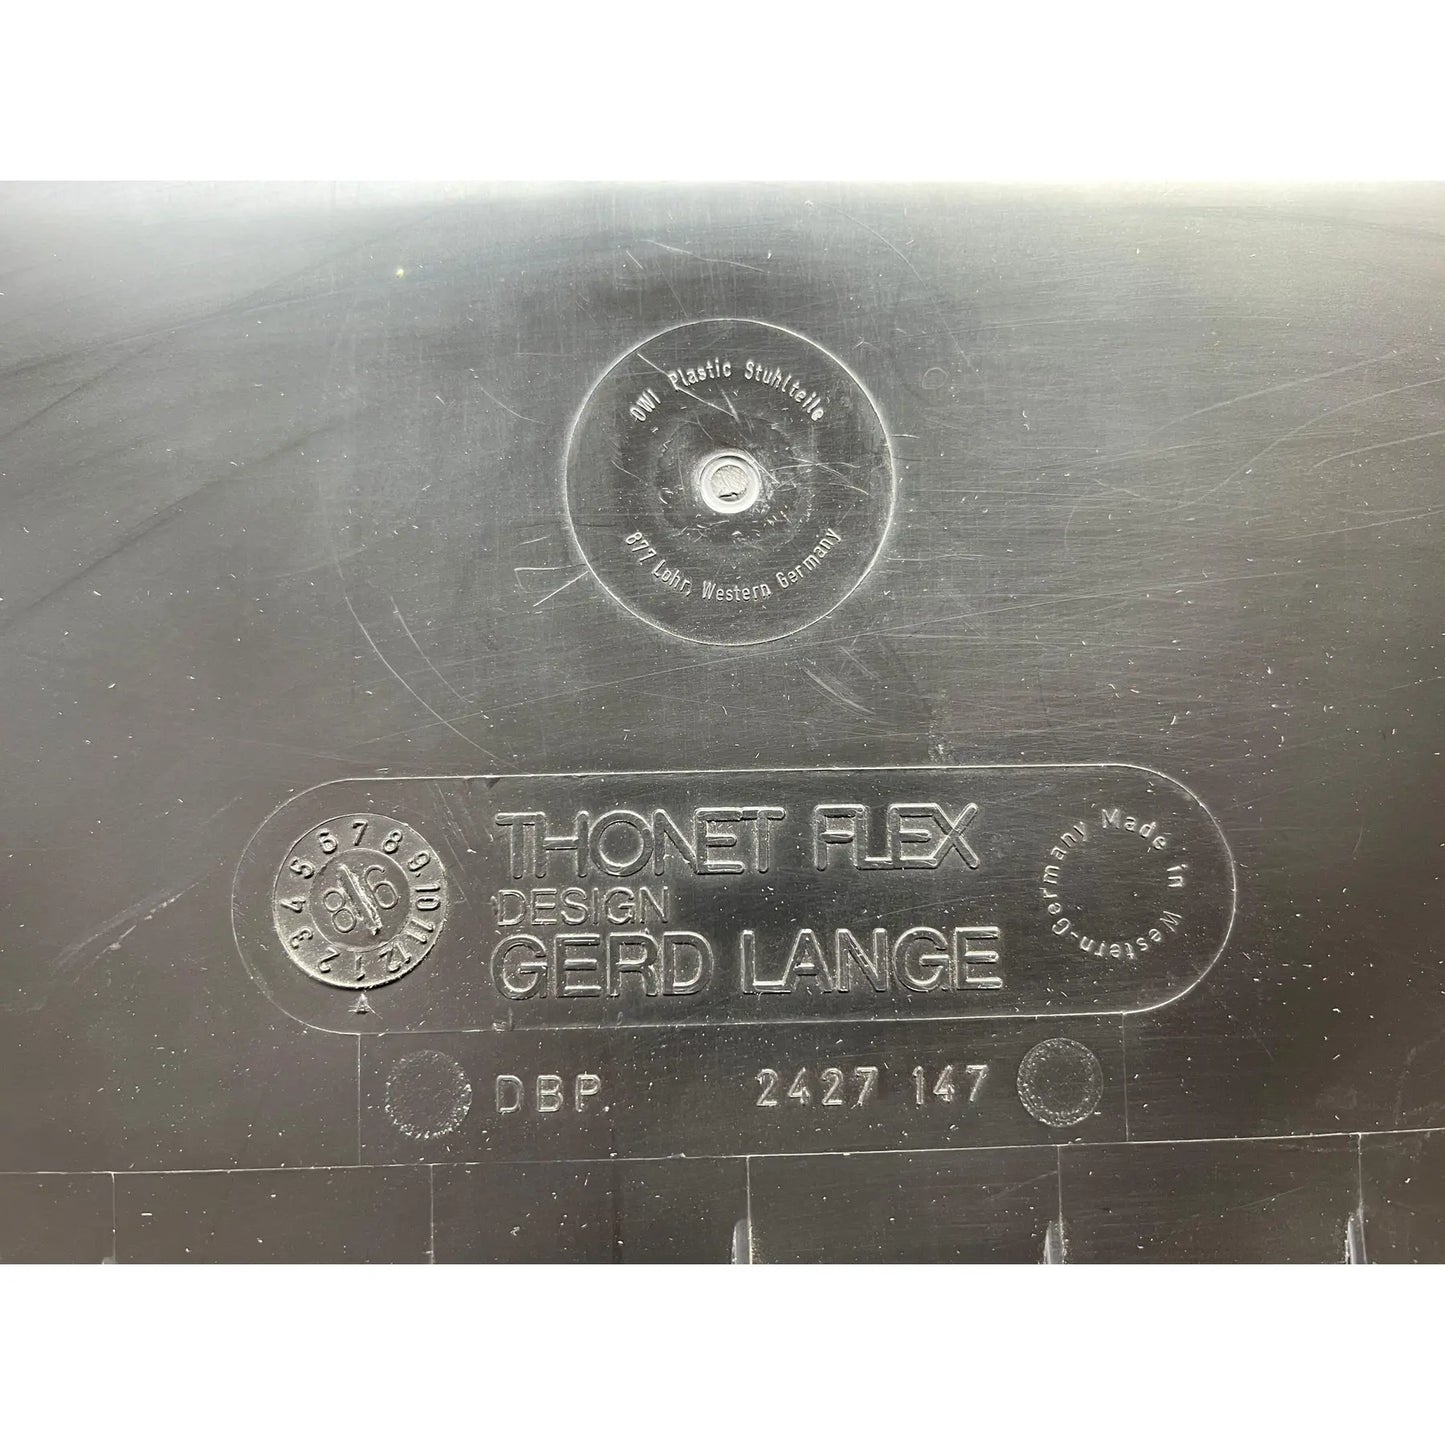 OWI Plastic Stuhlteile
877 Lohr, Western Germany
1 2 3 4 5 6 7 8 9 10 11 12
8 6
THONET FLEX
DESIGN
GERD LANGE
Made in Western-Germany
DBP. 2427 147